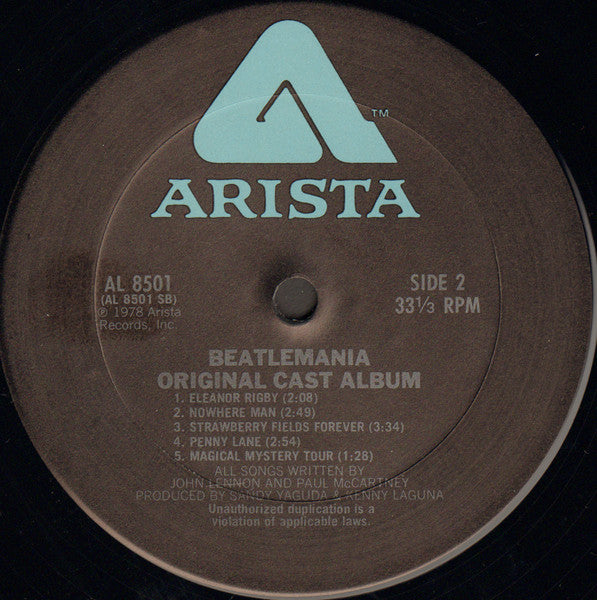 ™
ARISTA
AL 8501
(AL 8501 SB)
℗ 1978 Arista
Records, Inc.
SIDE 2
33⅓ RPM
BEATLEMANIA
ORIGINAL CAST ALBUM
1. ELEANOR RIGBY (2:08)
2. NOWHERE MAN (2:49)
3. STRAWBERRY FIELDS FOREVER (3:34)
4. PENNY LANE (2:54)
5. MAGICAL MYSTERY TOUR (1:28)
ALL SONGS WRITTEN BY
JOHN LENNON AND PAUL McCARTNEY
PRODUCED BY SANDY YAGUDA & KENNY LAGUNA
Unauthorized duplication is a
violation of applicable laws.